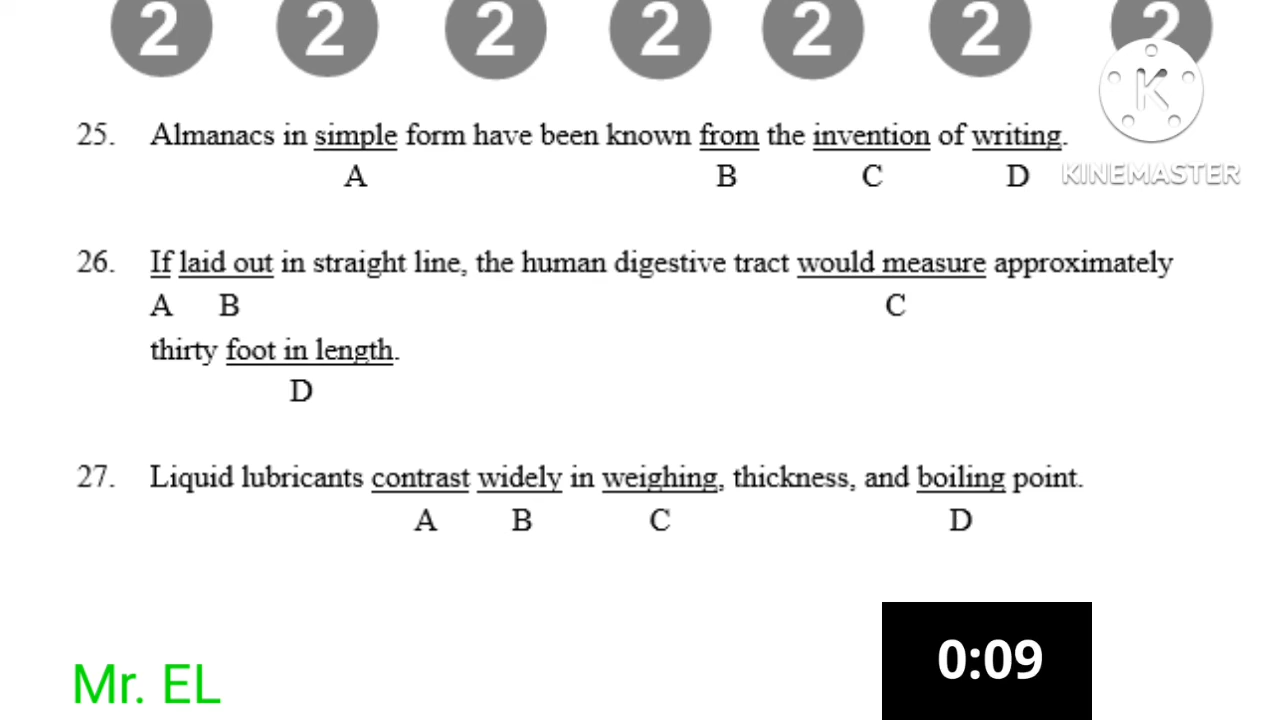 2 2 2 2 2 2 2
K
KINEMASTER
25. Almanacs in simple form have been known from the invention of writing.
A B C D
26. If laid out in straight line, the human digestive tract would measure approximately
A B C
thirty foot in length.
D
27. Liquid lubricants contrast widely in weighing, thickness, and boiling point.
A B C D
Mr. EL
0:09